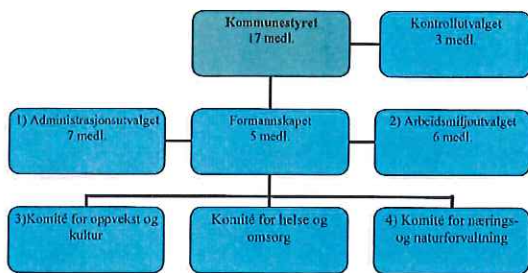 Kommunestyret
17 medl.
Kontrollutvalget
3 medl.
1) Administrasjonsutvalget
7 medl.
Formannskapet
5 medl.
2) Arbeidsmiljøutvalget
6 medl.
3)Komité for oppvekst og
kultur
Komité for helse og
omsorg
4) Komité for nærings-
og naturforvaltning